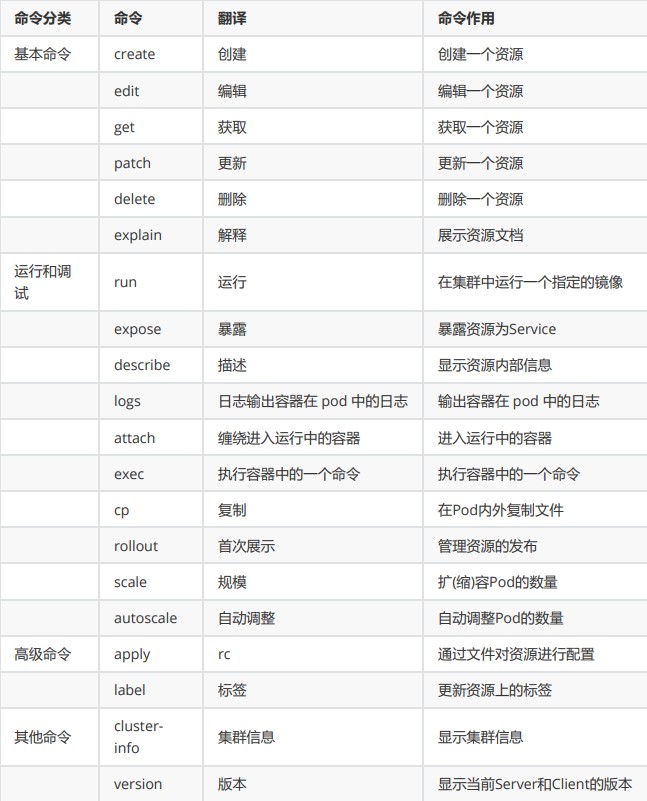 命令分类 命令 翻译 命令作用
基本命令 create 创建 创建一个资源
edit 编辑 编辑一个资源
get 获取 获取一个资源
patch 更新 更新一个资源
delete 删除 删除一个资源
explain 解释 展示资源文档
运行和调
试 run 运行 在集群中运行一个指定的镜像
expose 暴露 暴露资源为Service
describe 描述 显示资源内部信息
logs 日志输出容器在 pod 中的日志 输出容器在 pod 中的日志
attach 缠绕进入运行中的容器 进入运行中的容器
exec 执行容器中的一个命令 执行容器中的一个命令
cp 复制 在Pod内外复制文件
rollout 首次展示 管理资源的发布
scale 规模 扩(缩)容Pod的数量
autoscale 自动调整 自动调整Pod的数量
高级命令 apply rc 通过文件对资源进行配置
label 标签 更新资源上的标签
其他命令 cluster-
info 集群信息 显示集群信息
version 版本 显示当前Server和Client的版本